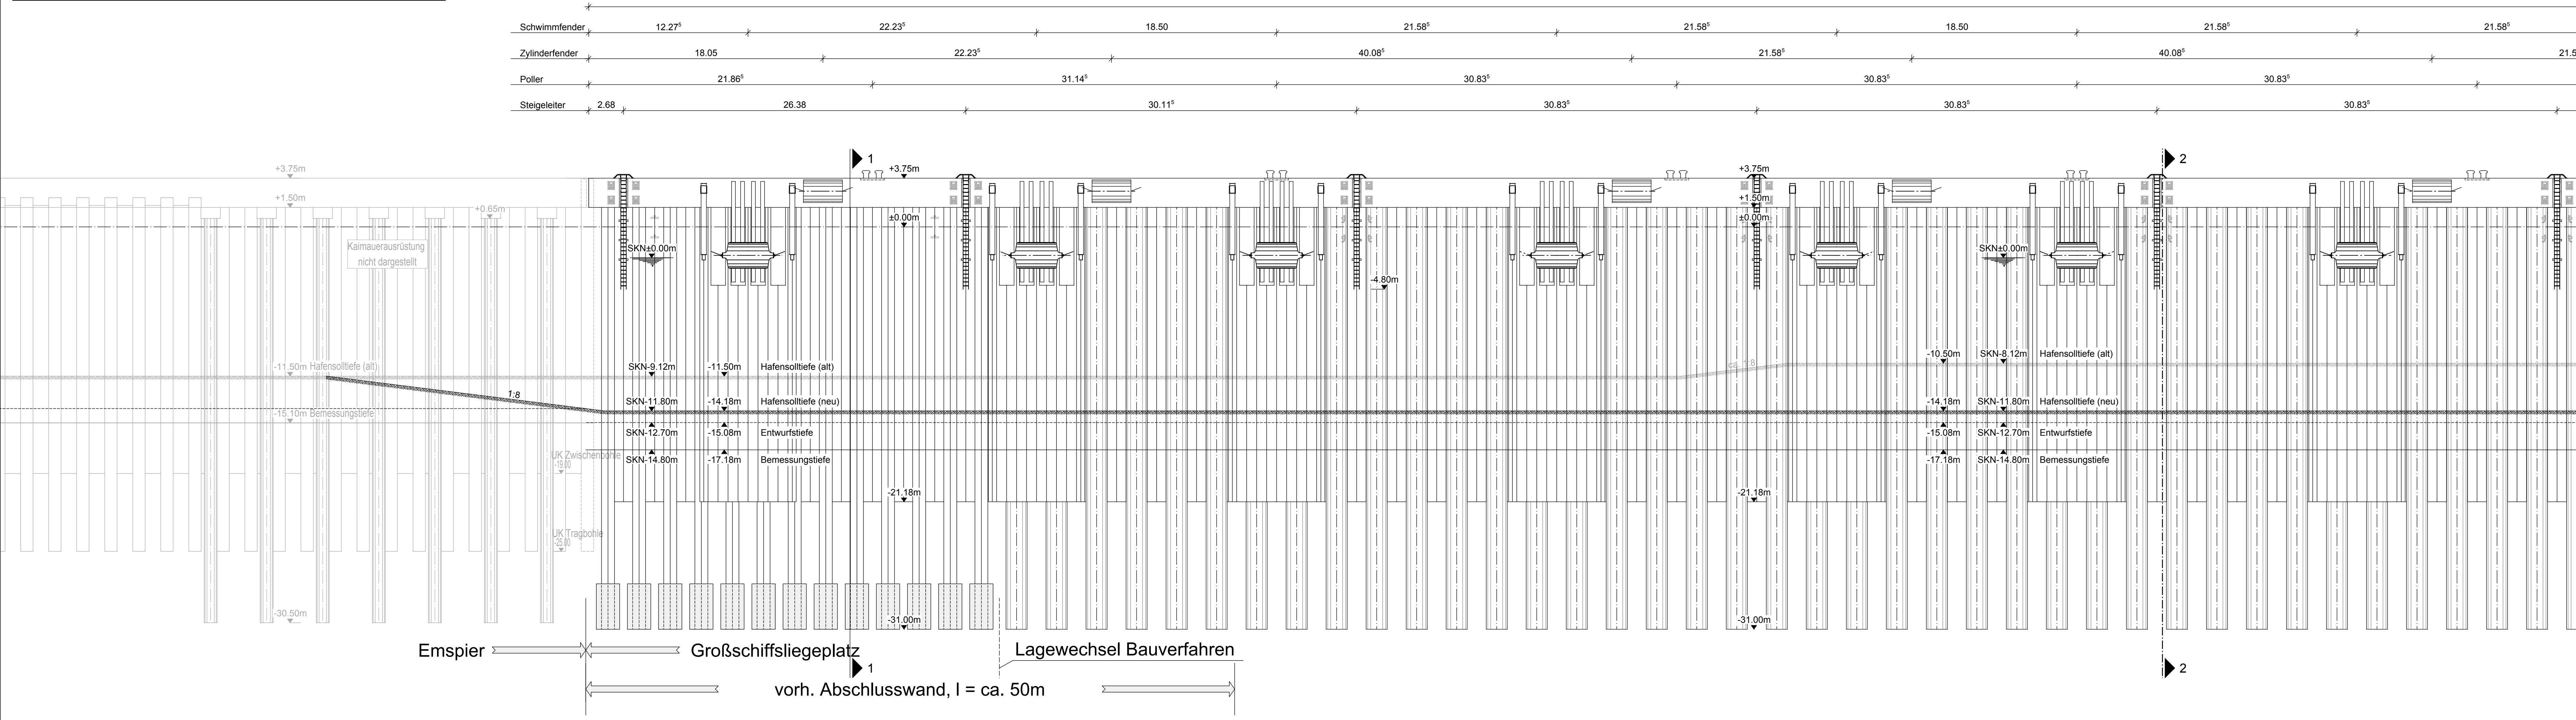 Schwimmfender 12.27⁵ 22.23⁵ 18.50 21.58⁵ 21.58⁵ 18.50 21.58⁵ 21.58⁵
Zylinderfender 18.05 22.23⁵ 40.08⁵ 21.58⁵ 40.08⁵
Poller 21.86⁵ 31.14⁵ 30.83⁵ 30.83⁵ 30.83⁵
Steigeleiter 2.68 26.38 30.11⁵ 30.83⁵ 30.83⁵ 30.83⁵
1 2
+3.75m +3.75m +3.75m
+1.50m +1.50m
+0.65m ±0.00m ±0.00m
Kaimauerausrüstung
nicht dargestellt
SKN±0.00m SKN±0.00m
-4.80m
-11.50m Hafensolltiefe (alt) SKN-9.12m -11.50m Hafensolltiefe (alt) ca. 1:8 -10.50m SKN-8.12m Hafensolltiefe (alt)
1:8 SKN-11.80m -14.18m Hafensolltiefe (neu) -14.18m SKN-11.80m Hafensolltiefe (neu)
-15.10m Bemessungstiefe
SKN-12.70m -15.08m Entwurfstiefe -15.08m SKN-12.70m Entwurfstiefe
UK Zwischenbohle
-19.00
SKN-14.80m -17.18m Bemessungstiefe -17.18m SKN-14.80m Bemessungstiefe
-21.18m -21.18m
UK Tragbohle
-25.00
-30.50m -31.00m -31.00m
Emspier Großschiffsliegeplatz Lagewechsel Bauverfahren
1 2
vorh. Abschlusswand, l = ca. 50m